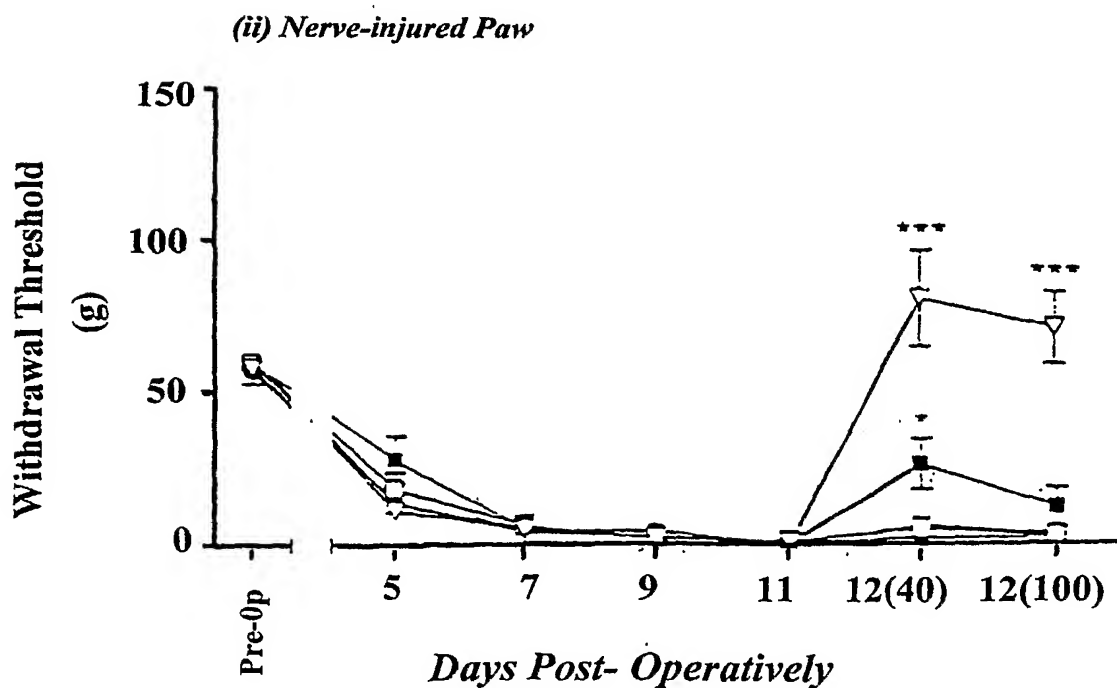 (ii) Nerve-injured Paw
150
100
50
0
Withdrawal Threshold
(g)
***
***
*
Pre-0p
5
7
9
11
12(40)
12(100)
Days Post- Operatively